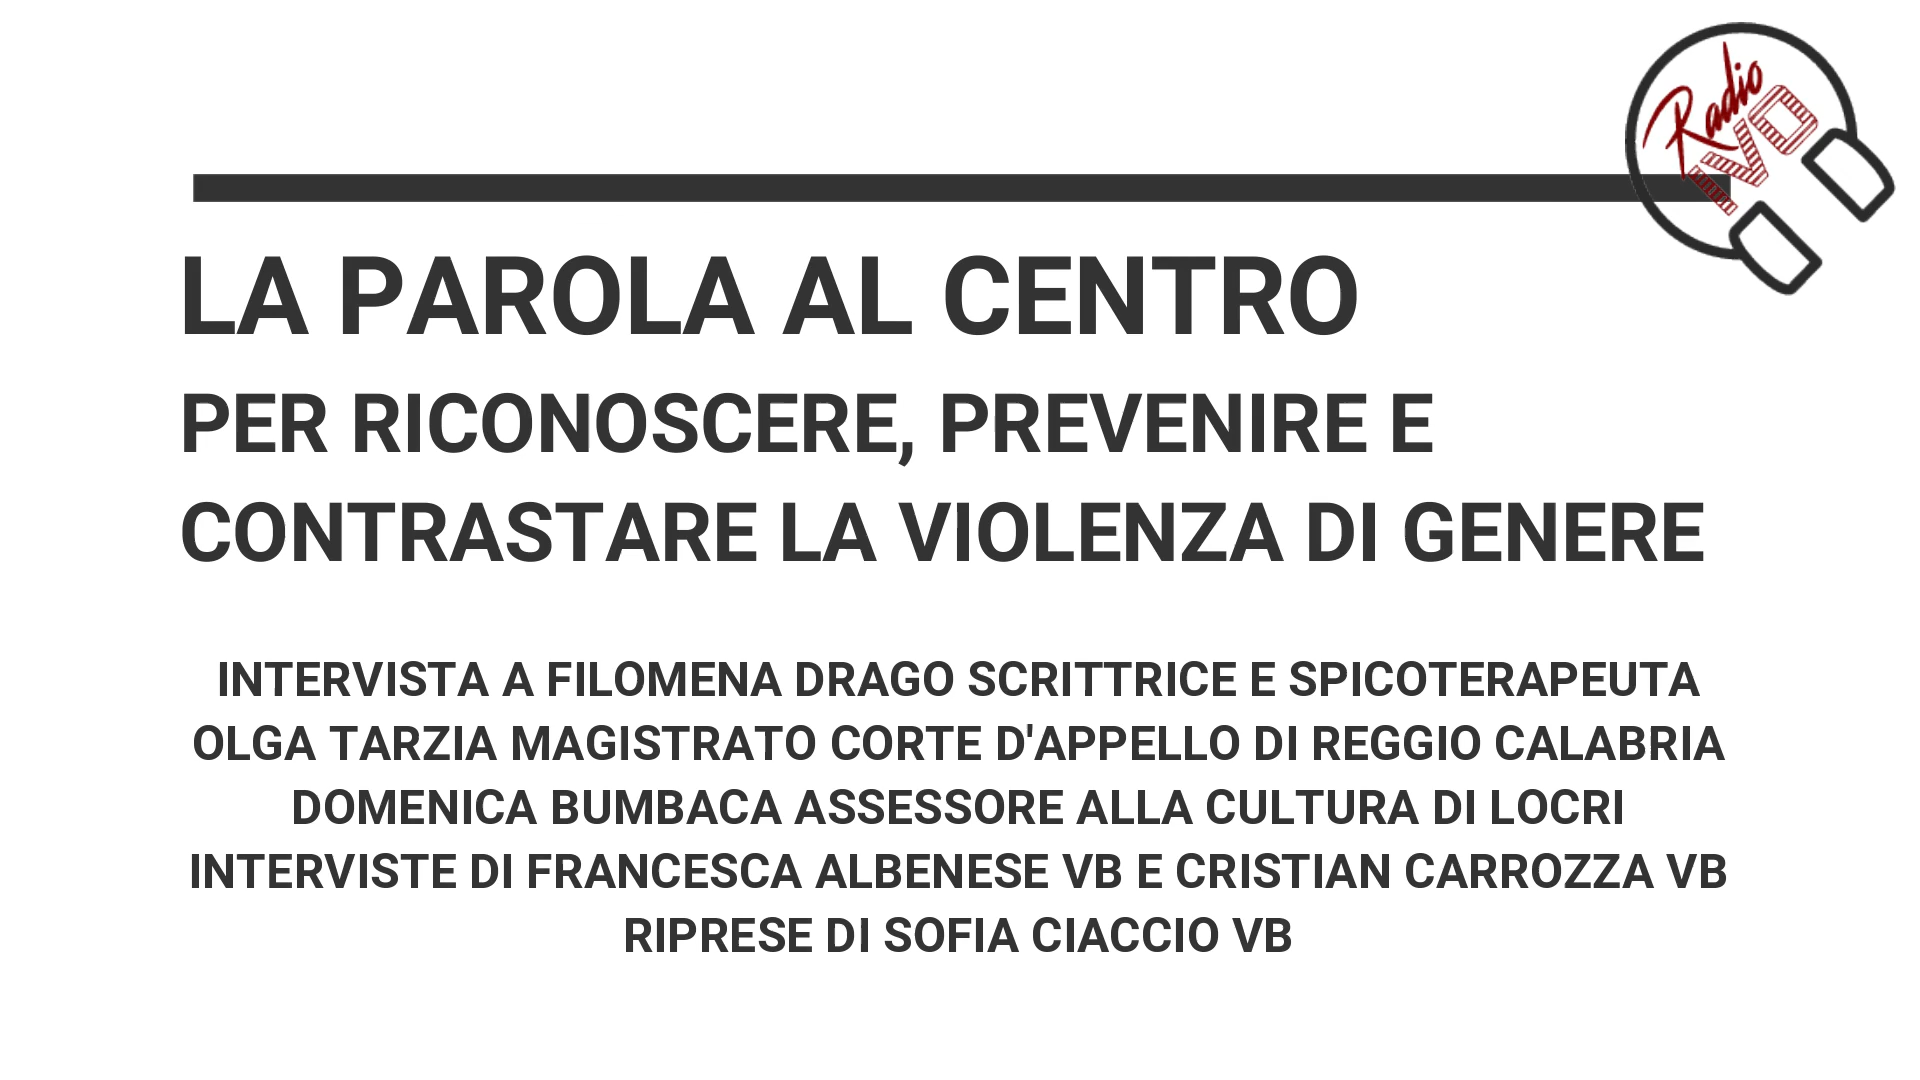 Radio
IVO
LA PAROLA AL CENTRO
PER RICONOSCERE, PREVENIRE E
CONTRASTARE LA VIOLENZA DI GENERE
INTERVISTA A FILOMENA DRAGO SCRITTRICE E SPICOTERAPEUTA
OLGA TARZIA MAGISTRATO CORTE D'APPELLO DI REGGIO CALABRIA
DOMENICA BUMBACA ASSESSORE ALLA CULTURA DI LOCRI
INTERVISTE DI FRANCESCA ALBENESE VB E CRISTIAN CARROZZA VB
RIPRESE DI SOFIA CIACCIO VB